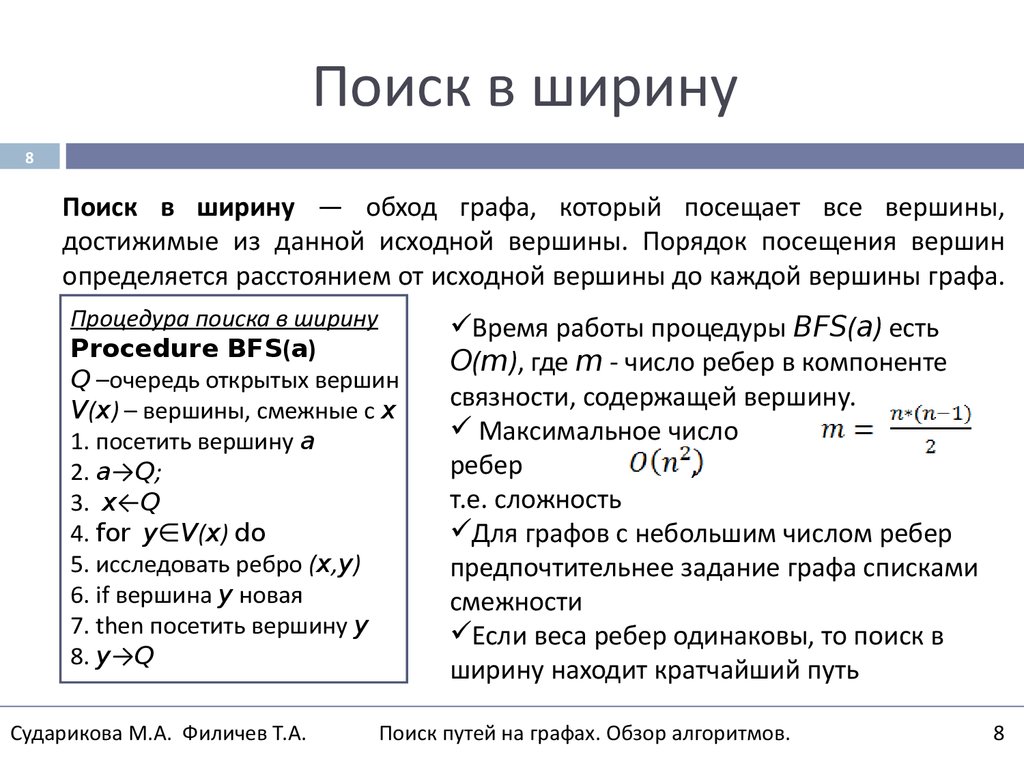 Поиск в ширину
8
Поиск в ширину — обход графа, который посещает все вершины,
достижимые из данной исходной вершины. Порядок посещения вершин
определяется расстоянием от исходной вершины до каждой вершины графа.
Процедура поиска в ширину
Procedure BFS(a)
Q –очередь открытых вершин
V(x) – вершины, смежные с x
1. посетить вершину a
2. a→Q;
3. x←Q
4. for y∈V(x) do
5. исследовать ребро (x,y)
6. if вершина y новая
7. then посетить вершину y
8. y→Q
✓Время работы процедуры BFS(a) есть
O(m), где m - число ребер в компоненте
связности, содержащей вершину.
✓ Максимальное число m = n*(n−1)/2
ребер O(n²),
т.е. сложность
✓Для графов с небольшим числом ребер
предпочтительнее задание графа списками
смежности
✓Если веса ребер одинаковы, то поиск в
ширину находит кратчайший путь
Сударикова М.А. Филичев Т.А. Поиск путей на графах. Обзор алгоритмов. 8